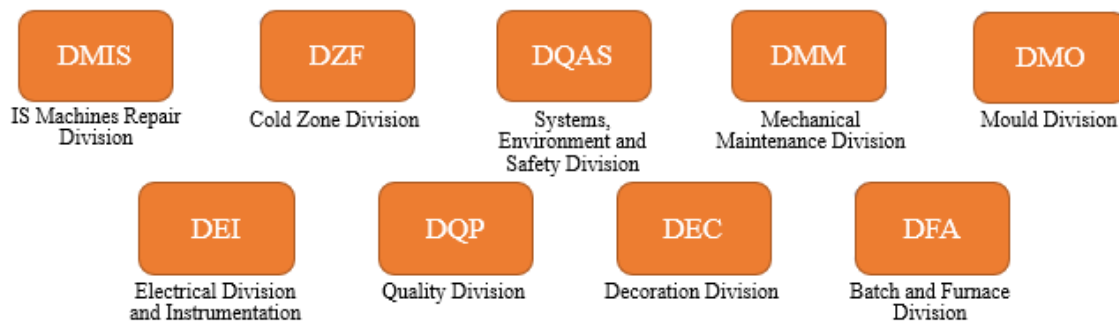 DMIS
IS Machines Repair
Division
DZF
Cold Zone Division
DQAS
Systems,
Environment and
Safety Division
DMM
Mechanical
Maintenance Division
DMO
Mould Division
DEI
Electrical Division
and Instrumentation
DQP
Quality Division
DEC
Decoration Division
DFA
Batch and Furnace
Division